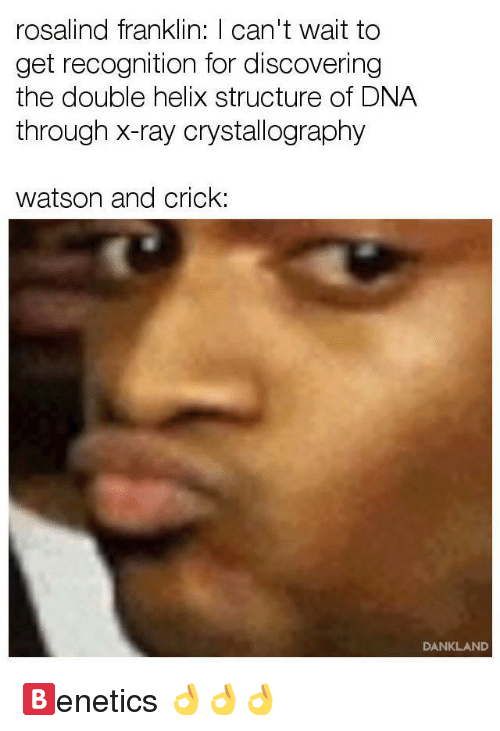 rosalind franklin: I can't wait to
get recognition for discovering
the double helix structure of DNA
through x-ray crystallography
watson and crick:
DANKLAND
🅱️enetics 👌👌👌